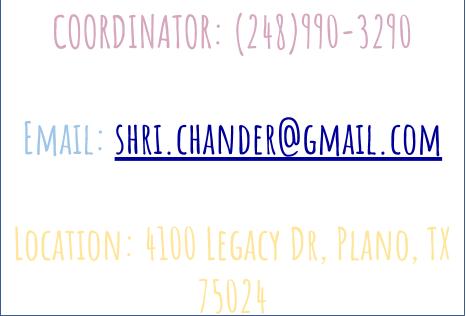 COORDINATOR: (248)990-3290
EMAIL: SHRI.CHANDER@GMAIL.COM
LOCATION: 4100 LEGACY DR, PLANO, TX
75024